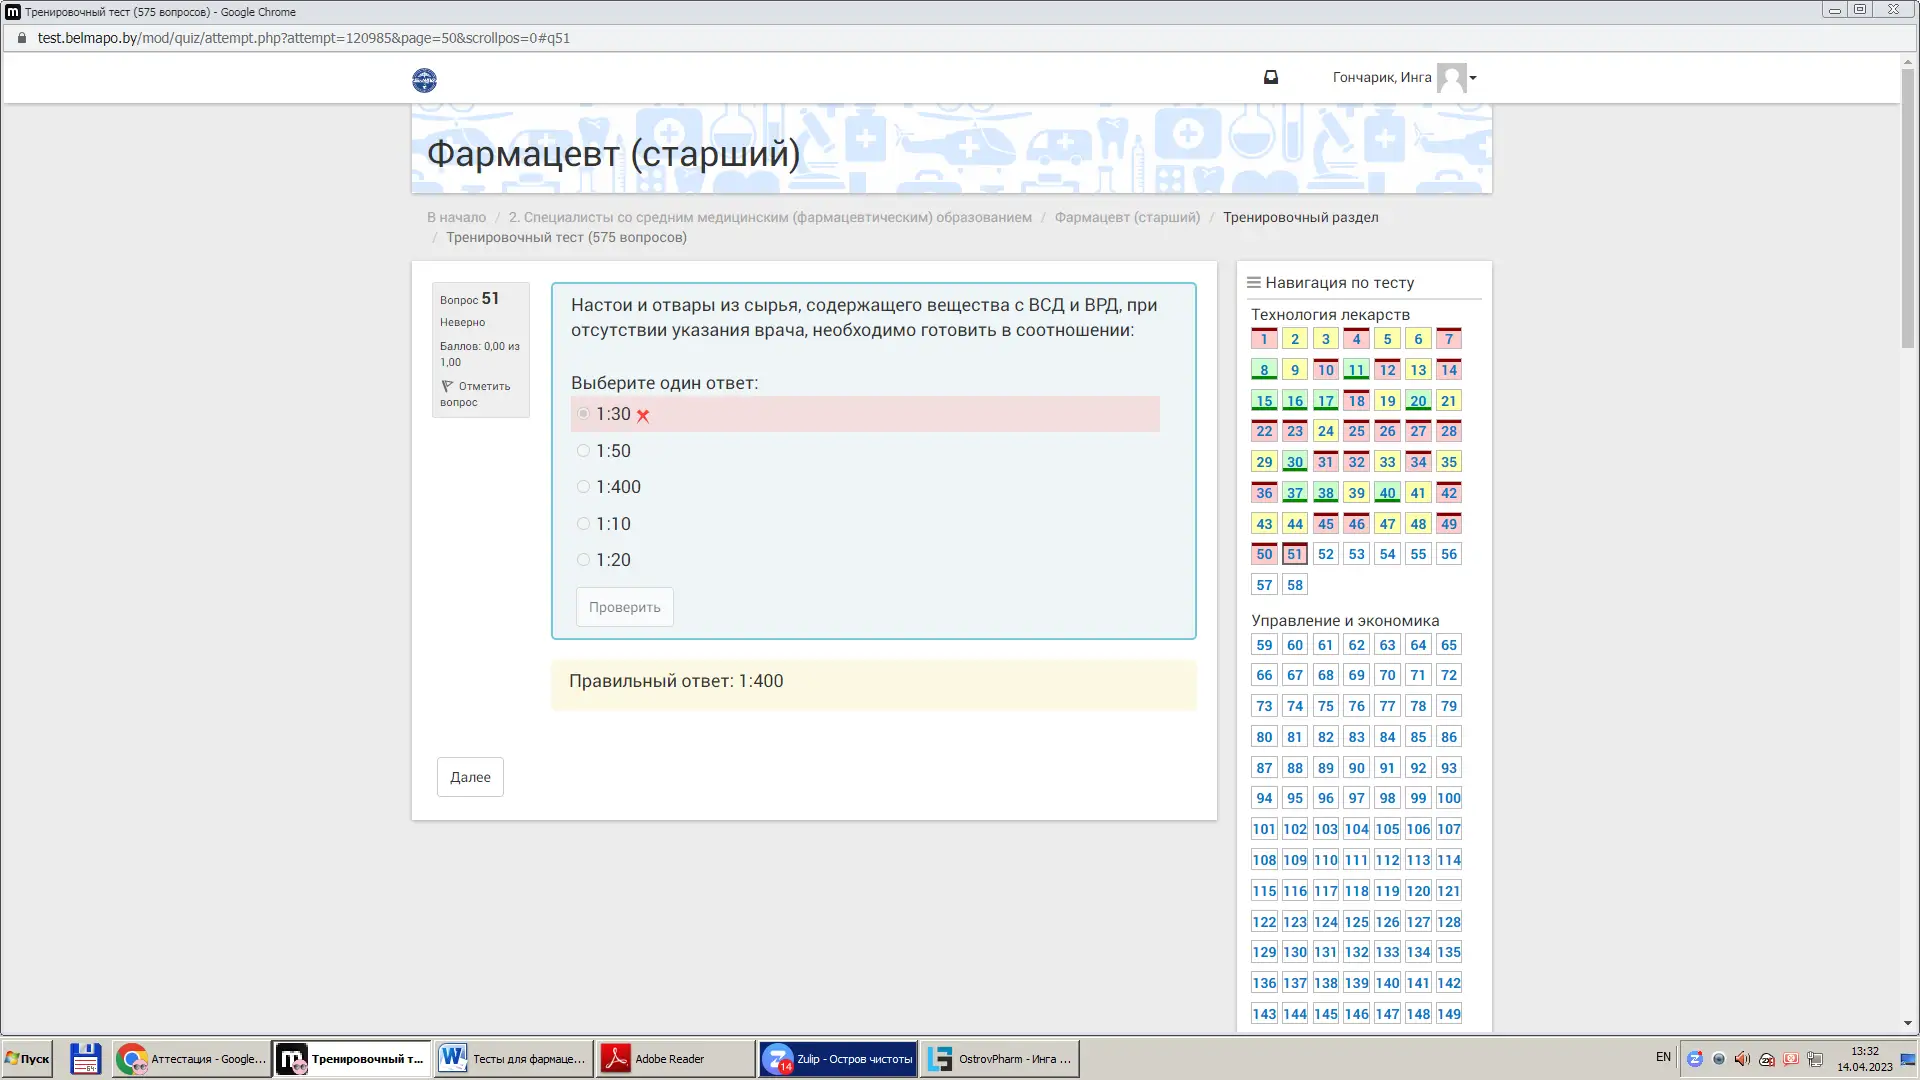 Тренировочный тест (575 вопросов) - Google Chrome
test.belmapo.by/mod/quiz/attempt.php?attempt=120985&page=50&scrollpos=0#q51
Гончарик, Инга
Фармацевт (старший)
В начало / 2. Специалисты со средним медицинским (фармацевтическим) образованием / Фармацевт (старший) / Тренировочный раздел
/ Тренировочный тест (575 вопросов)
Вопрос 51
Неверно
Баллов: 0,00 из
1,00
Отметить
вопрос
Настои и отвары из сырья, содержащего вещества с ВСД и ВРД, при
отсутствии указания врача, необходимо готовить в соотношении:
Выберите один ответ:
1:30
1:50
1:400
1:10
1:20
Проверить
Правильный ответ: 1:400
Далее
Навигация по тесту
Технология лекарств
1 2 3 4 5 6 7
8 9 10 11 12 13 14
15 16 17 18 19 20 21
22 23 24 25 26 27 28
29 30 31 32 33 34 35
36 37 38 39 40 41 42
43 44 45 46 47 48 49
50 51 52 53 54 55 56
57 58
Управление и экономика
59 60 61 62 63 64 65
66 67 68 69 70 71 72
73 74 75 76 77 78 79
80 81 82 83 84 85 86
87 88 89 90 91 92 93
94 95 96 97 98 99 100
101 102 103 104 105 106 107
108 109 110 111 112 113 114
115 116 117 118 119 120 121
122 123 124 125 126 127 128
129 130 131 132 133 134 135
136 137 138 139 140 141 142
143 144 145 146 147 148 149
Пуск
Аттестация - Google...
Тренировочный т...
Тесты для фармаце...
Adobe Reader
14
Zulip - Остров чистоты
OstrovPharm - Инга ...
EN
13:32
14.04.2023